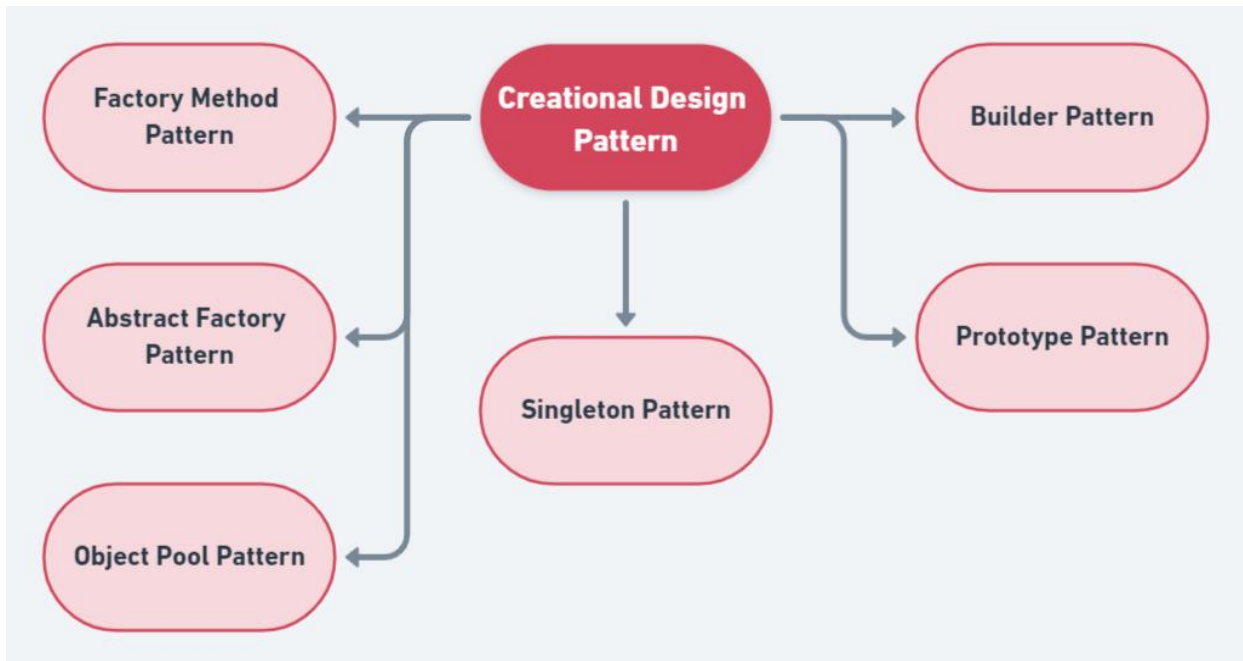 Factory Method
Pattern
Creational Design
Pattern
Builder Pattern
Abstract Factory
Pattern
Singleton Pattern
Prototype Pattern
Object Pool Pattern